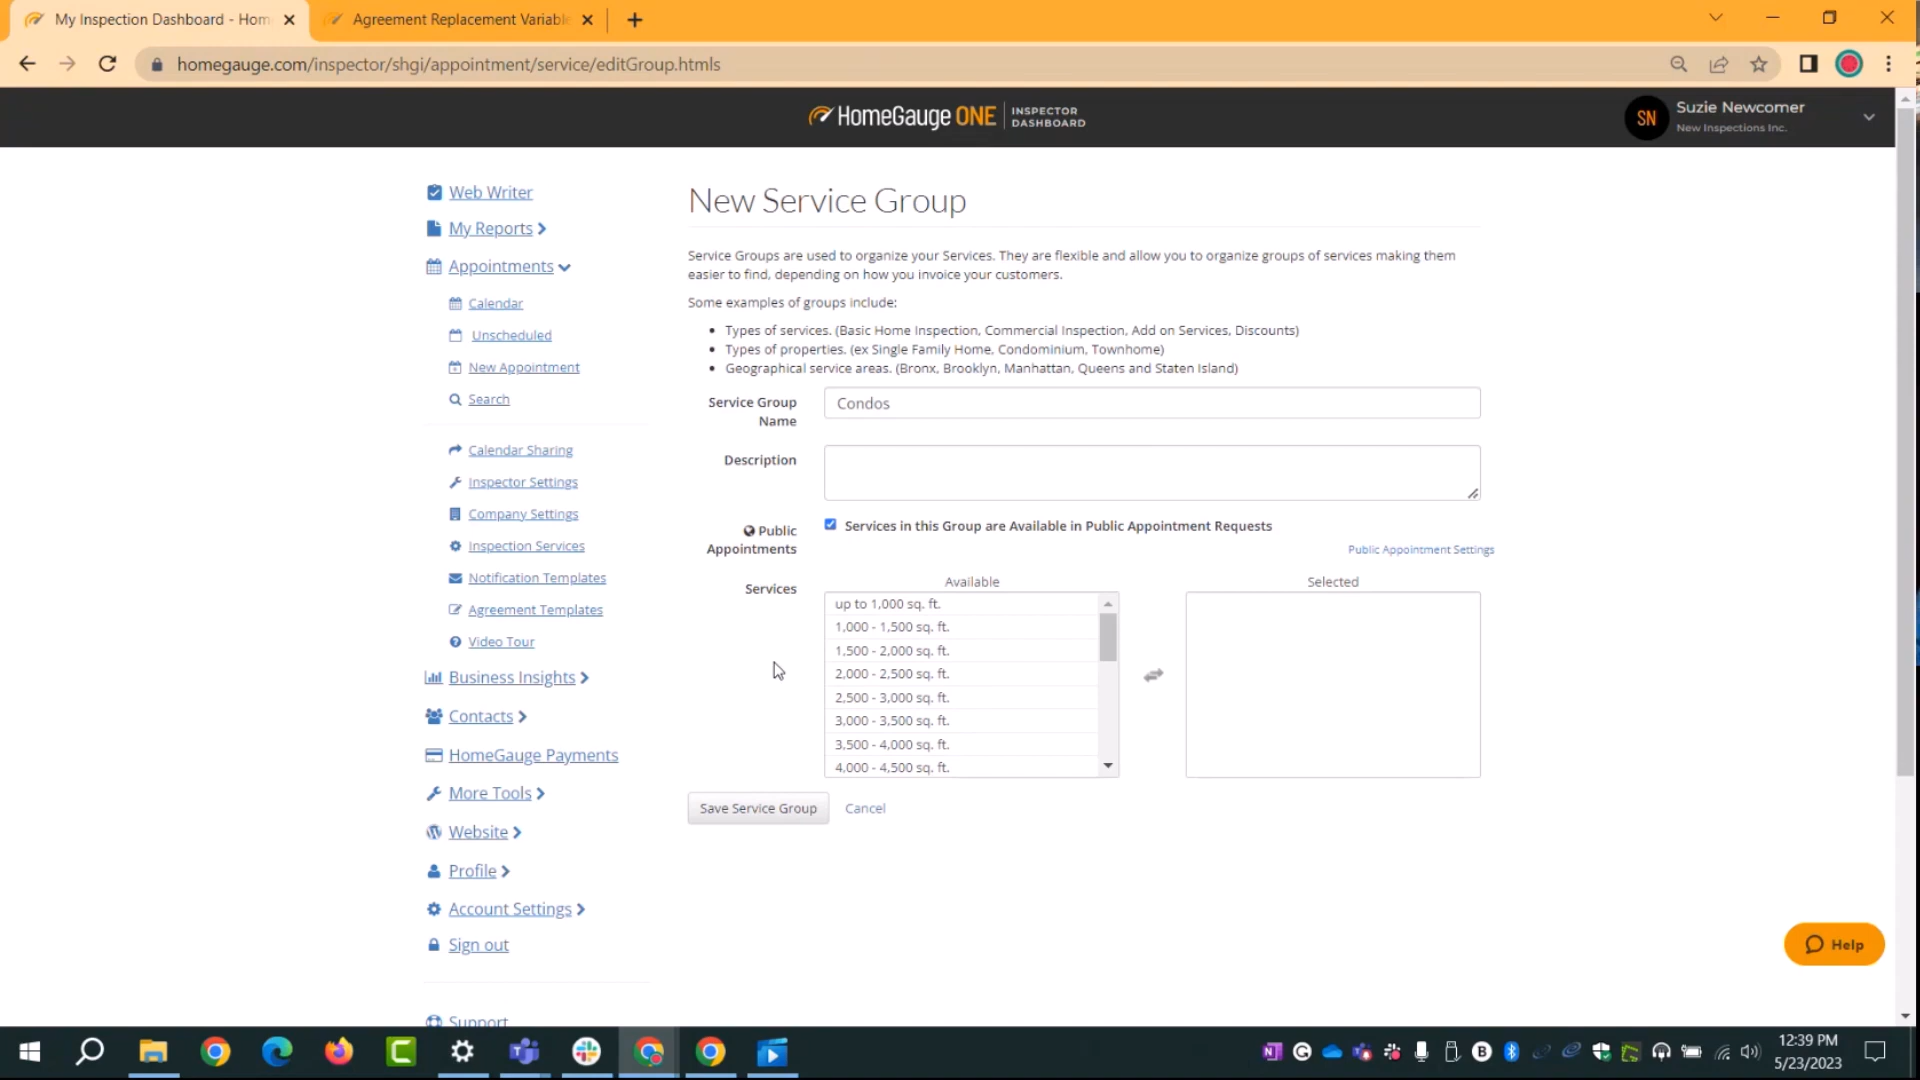 My Inspection Dashboard - Hom
Agreement Replacement Variabl
homegauge.com/inspector/shgi/appointment/service/editGroup.htmls
HomeGauge ONE
INSPECTOR
DASHBOARD
SN
Suzie Newcomer
New Inspections Inc.
Web Writer
My Reports
Appointments
Calendar
Unscheduled
New Appointment
Search
Calendar Sharing
Inspector Settings
Company Settings
Inspection Services
Notification Templates
Agreement Templates
Video Tour
Business Insights
Contacts
HomeGauge Payments
More Tools
Website
Profile
Account Settings
Sign out
Support
New Service Group
Service Groups are used to organize your Services. They are flexible and allow you to organize groups of services making them
easier to find, depending on how you invoice your customers.
Some examples of groups include:
Types of services. (Basic Home Inspection, Commercial Inspection, Add on Services, Discounts)
Types of properties. (ex Single Family Home, Condominium, Townhome)
Geographical service areas. (Bronx, Brooklyn, Manhattan, Queens and Staten Island)
Service Group
Name
Condos
Description
Public
Appointments
Services in this Group are Available in Public Appointment Requests
Public Appointment Settings
Services
Available
Selected
up to 1,000 sq. ft.
1,000 - 1,500 sq. ft.
1,500 - 2,000 sq. ft.
2,000 - 2,500 sq. ft.
2,500 - 3,000 sq. ft.
3,000 - 3,500 sq. ft.
3,500 - 4,000 sq. ft.
4,000 - 4,500 sq. ft.
Save Service Group
Cancel
Help
12:39 PM
5/23/2023